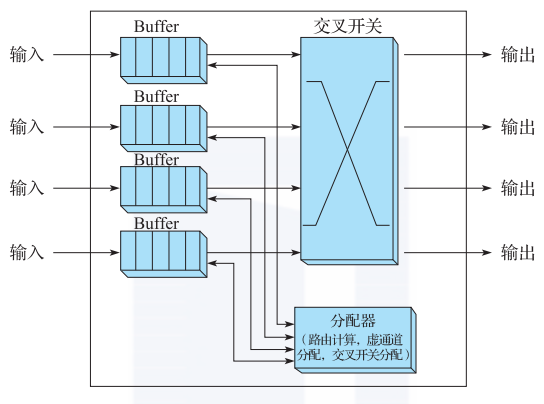 Buffer
交叉开关
输入
输出
Buffer
输入
输出
Buffer
输入
输出
Buffer
输入
输出
分配器
（路由计算，虚通道
分配，交叉开关分配）